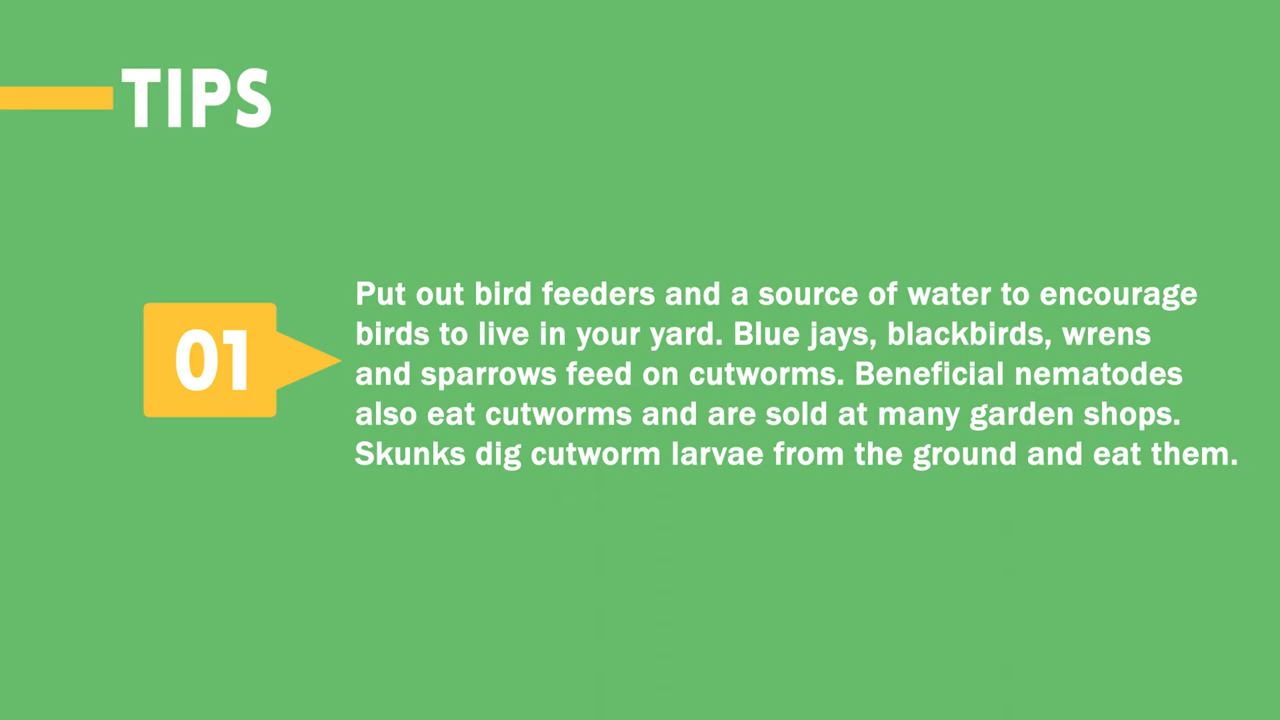 TIPS
01
Put out bird feeders and a source of water to encourage
birds to live in your yard. Blue jays, blackbirds, wrens
and sparrows feed on cutworms. Beneficial nematodes
also eat cutworms and are sold at many garden shops.
Skunks dig cutworm larvae from the ground and eat them.